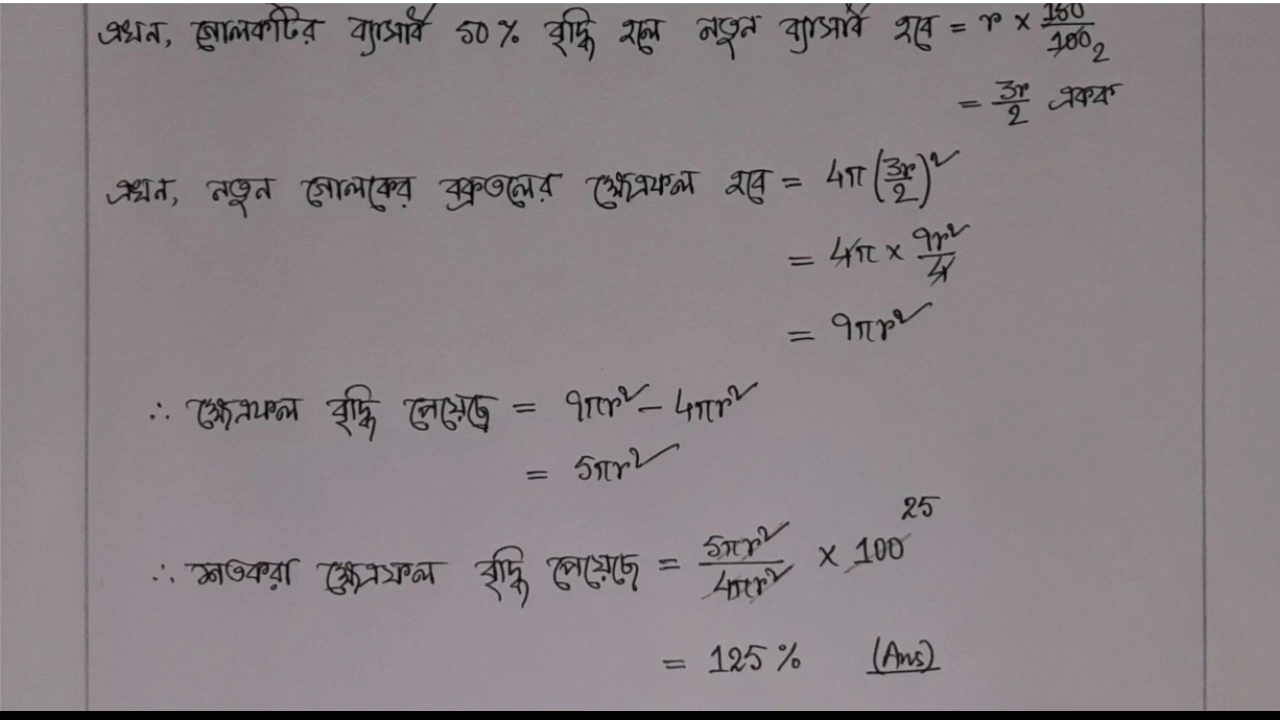 এখন, গোলকটির ব্যাসার্ধ 50% বৃদ্ধি হলে নতুন ব্যাসার্ধ হবে = r × 150/100 2
= 3r/2 একক
এখন, নতুন গোলকের বক্রতলের ক্ষেত্রফল হবে = 4π(3r/2)²
= 4π × 9r²/4
= 9πr²
∴ ক্ষেত্রফল বৃদ্ধি পেয়েছে = 9πr² - 4πr²
= 5πr²
∴ শতকরা ক্ষেত্রফল বৃদ্ধি পেয়েছে = 5πr²/4πr² × 100 25
= 125% (Ans)